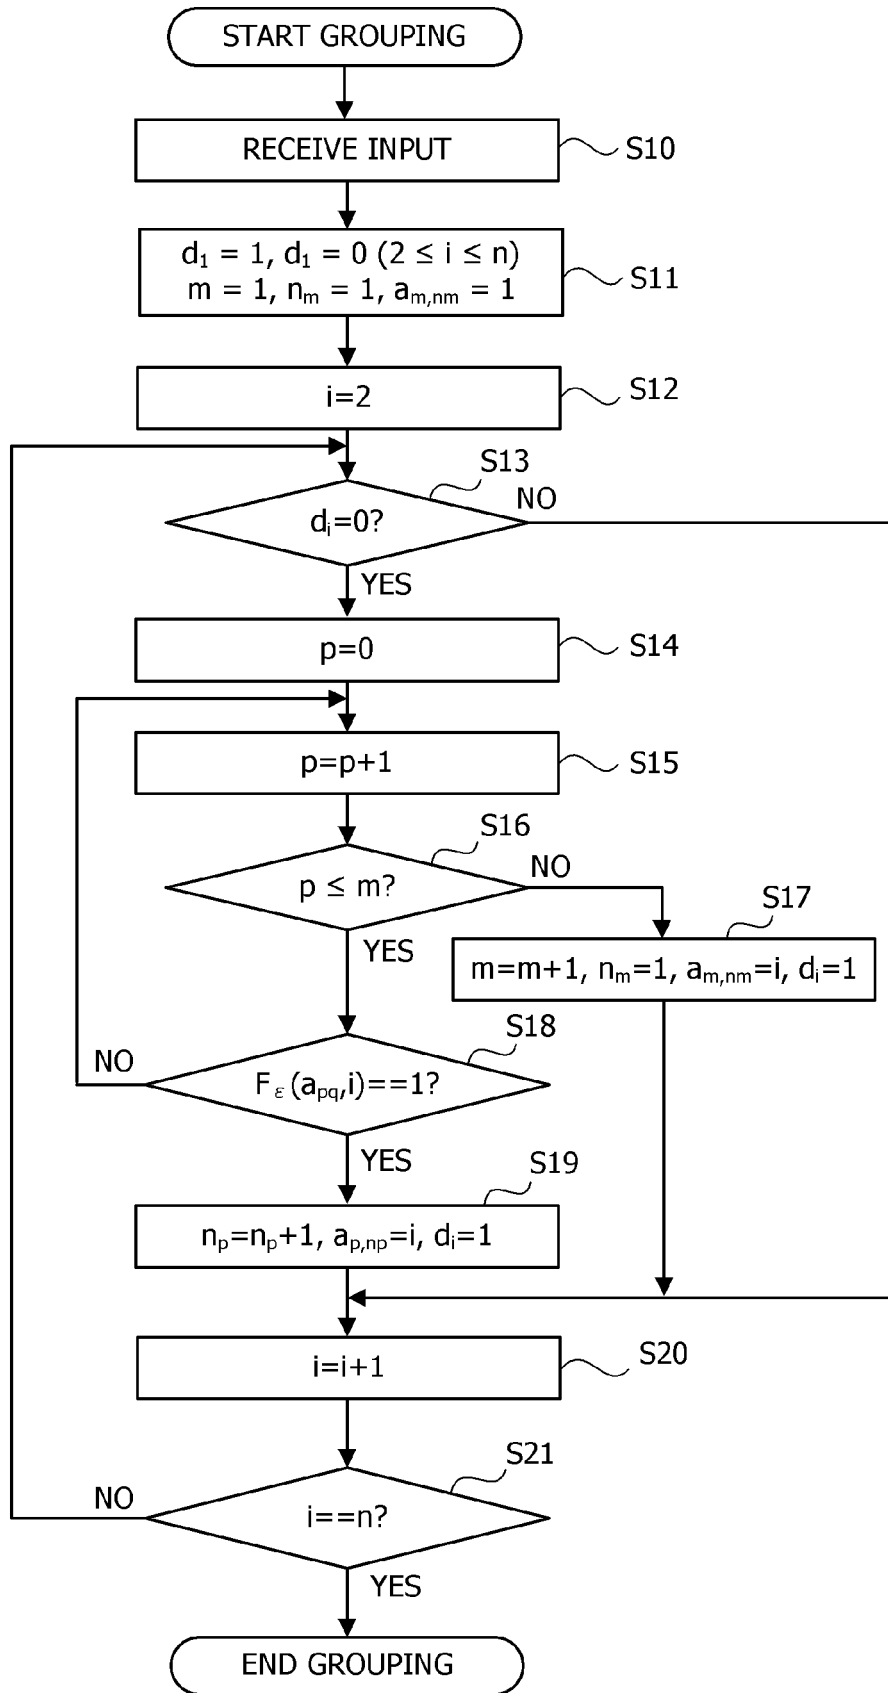 START GROUPING
RECEIVE INPUT
S10
d₁ = 1, d₁ = 0 (2 ≤ i ≤ n)
m = 1, nₘ = 1, aₘ,ₙₘ = 1
S11
i=2
S12
S13
dᵢ=0?
NO
YES
p=0
S14
p=p+1
S15
S16
p ≤ m?
NO
YES
S17
m=m+1, nₘ=1, aₘ,ₙₘ=i, dᵢ=1
S18
F_ε(a_pq,i)==1?
NO
YES
S19
nₚ=nₚ+1, aₚ,ₙₚ=i, dᵢ=1
i=i+1
S20
S21
i==n?
NO
YES
END GROUPING